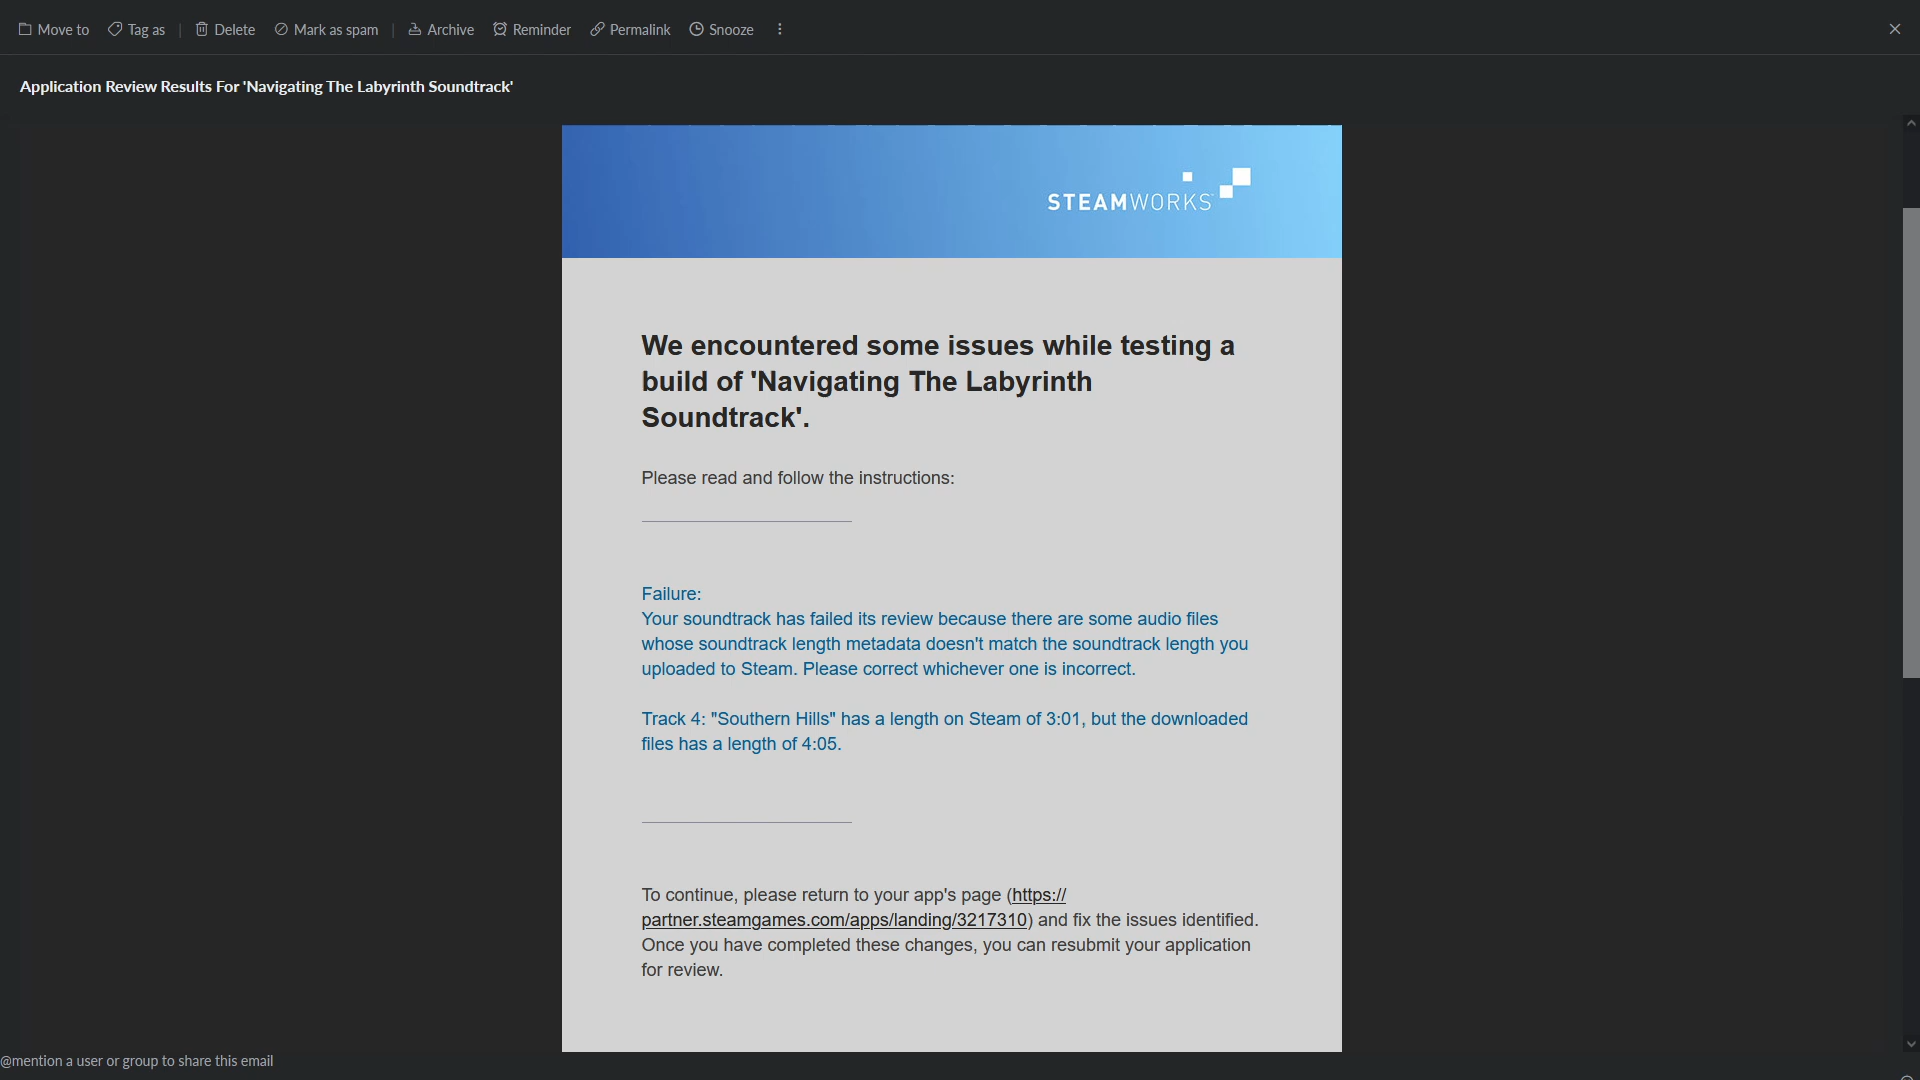 Move to Tag as | Delete Mark as spam | Archive Reminder Permalink Snooze
Application Review Results For 'Navigating The Labyrinth Soundtrack'
STEAMWORKS
We encountered some issues while testing a
build of 'Navigating The Labyrinth
Soundtrack'.
Please read and follow the instructions:
Failure:
Your soundtrack has failed its review because there are some audio files
whose soundtrack length metadata doesn't match the soundtrack length you
uploaded to Steam. Please correct whichever one is incorrect.
Track 4: "Southern Hills" has a length on Steam of 3:01, but the downloaded
files has a length of 4:05.
To continue, please return to your app's page (https://
partner.steamgames.com/apps/landing/3217310) and fix the issues identified.
Once you have completed these changes, you can resubmit your application
for review.
@mention a user or group to share this email